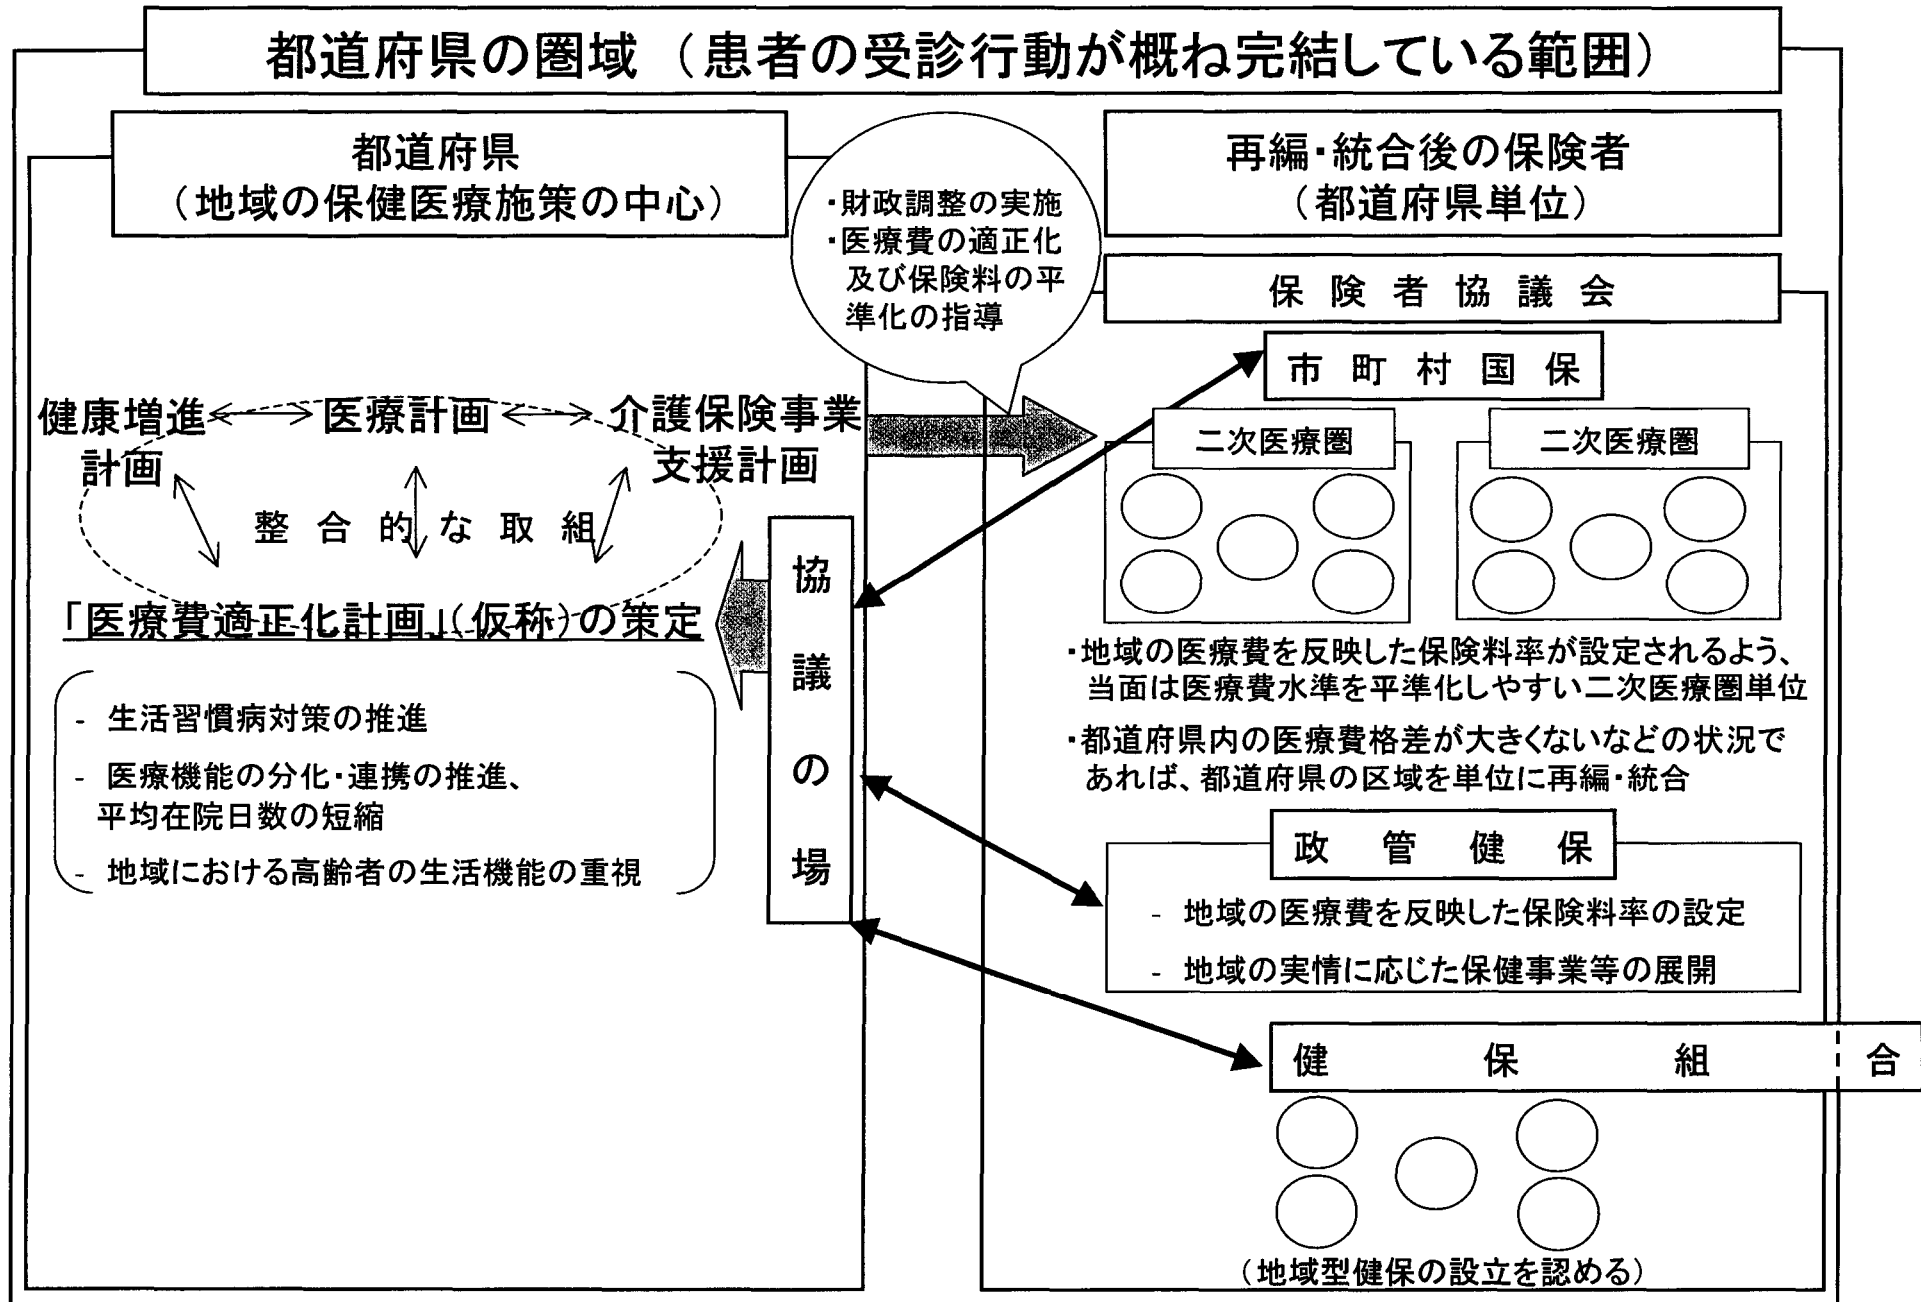 都道府県の圏域（患者の受診行動が概ね完結している範囲）
都道府県
（地域の保健医療施策の中心）
・財政調整の実施
・医療費の適正化
及び保険料の平
準化の指導
再編・統合後の保険者
（都道府県単位）
保険者協議会
健康増進
計画
医療計画
介護保険事業
支援計画
整合的な取組
「医療費適正化計画」（仮称）の策定
- 生活習慣病対策の推進
- 医療機能の分化・連携の推進、
平均在院日数の短縮
- 地域における高齢者の生活機能の重視
協議の場
市町村国保
二次医療圏
二次医療圏
・地域の医療費を反映した保険料率が設定されるよう、
当面は医療費水準を平準化しやすい二次医療圏単位
・都道府県内の医療費格差が大きくないなどの状況で
あれば、都道府県の区域を単位に再編・統合
政管健保
- 地域の医療費を反映した保険料率の設定
- 地域の実情に応じた保健事業等の展開
健保組合
（地域型健保の設立を認める）